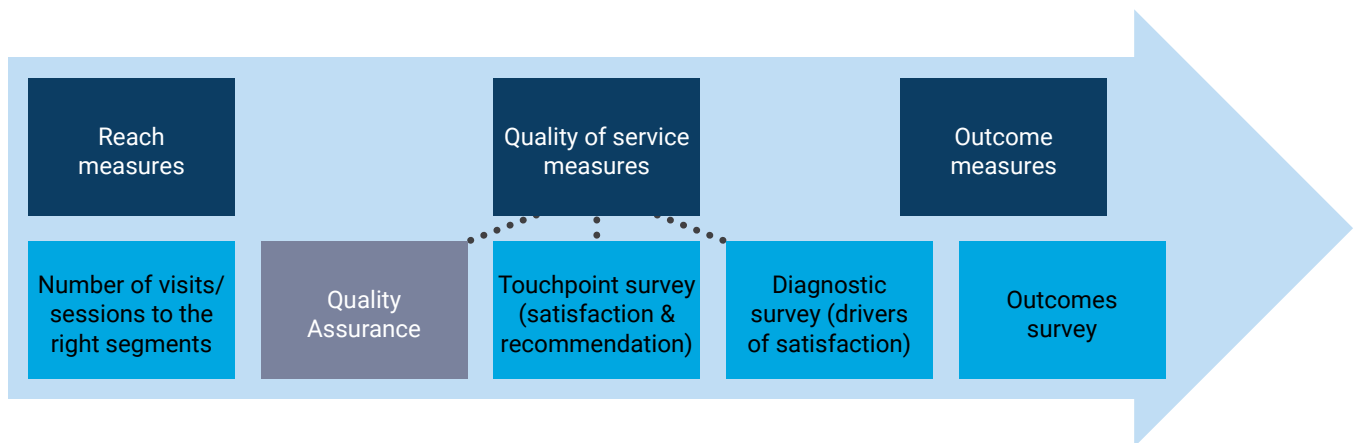 Reach
measures
Quality of service
measures
Outcome
measures
Number of visits/
sessions to the
right segments
Quality
Assurance
Touchpoint survey
(satisfaction &
recommendation)
Diagnostic
survey (drivers
of satisfaction)
Outcomes
survey